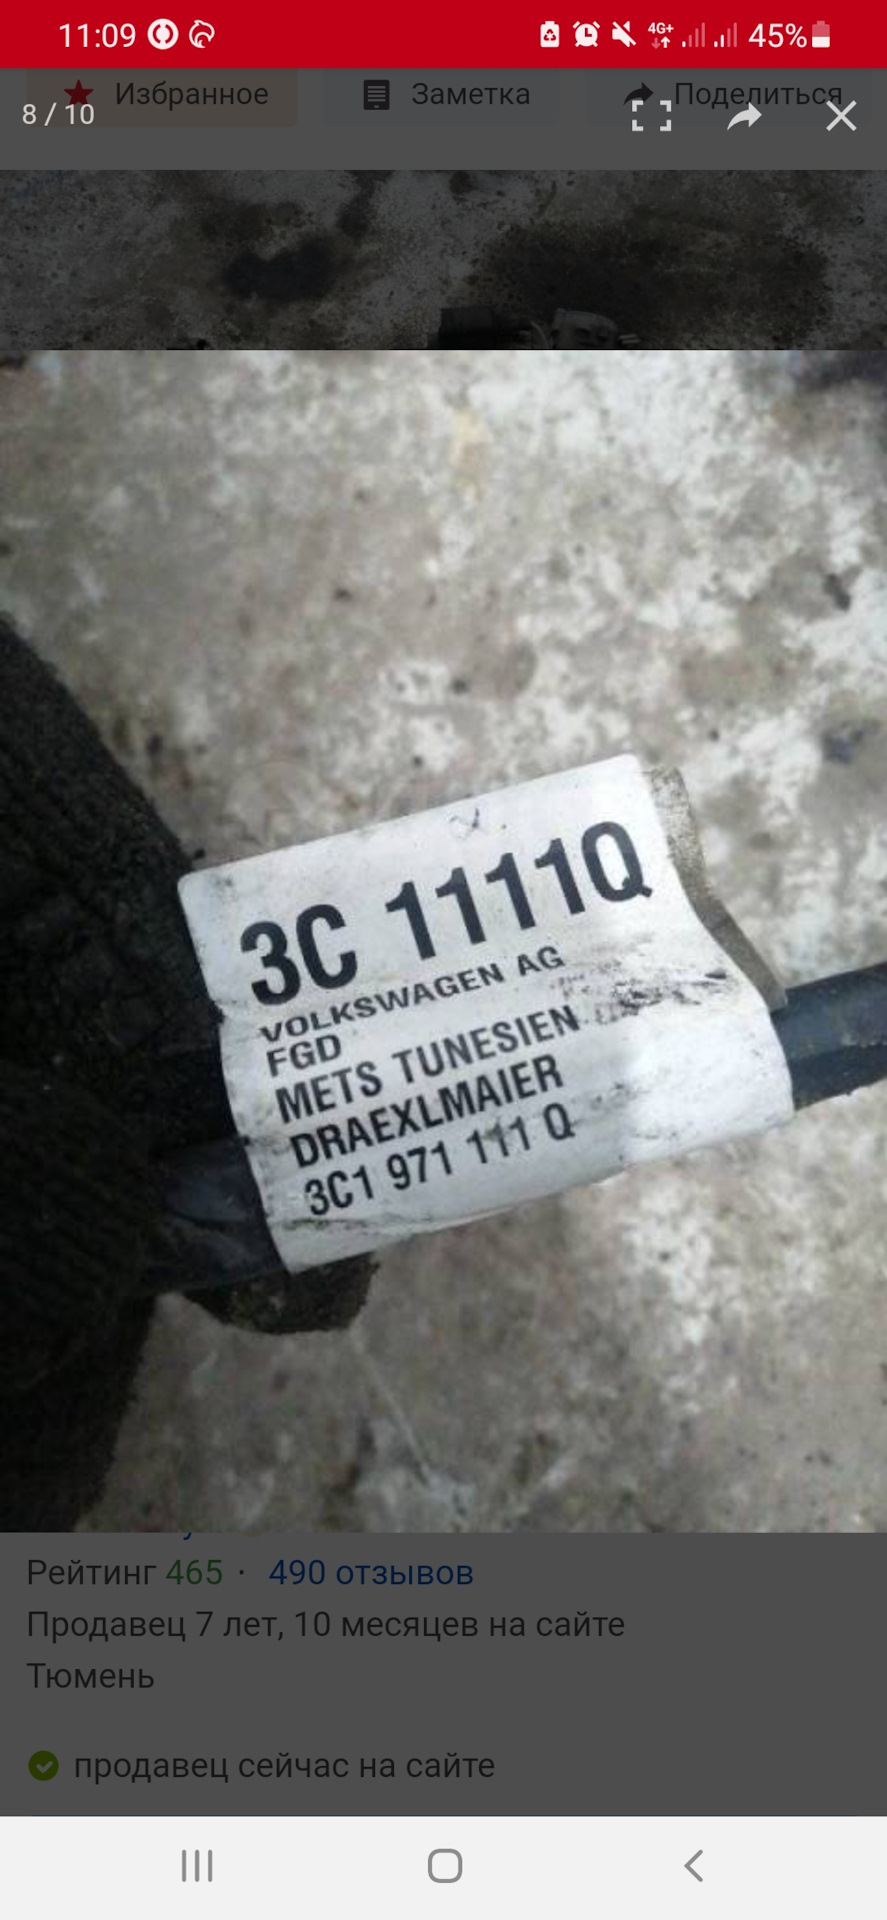 11:09
4G+
45%
Избранное
Заметка
Поделиться
8 / 10
3C 1111Q
VOLKSWAGEN AG
FGD
METS TUNESIEN
DRAEXLMAIER
3C1 971 111 Q
Рейтинг 465 · 490 отзывов
Продавец 7 лет, 10 месяцев на сайте
Тюмень
продавец сейчас на сайте